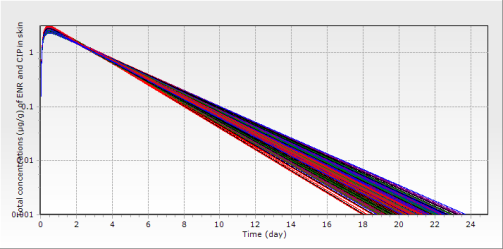 Total concentrations (µg/g) of ENR and CIP in skin
1
0.1
0.01
0.001
0 2 4 6 8 10 12 14 16 18 20 22 24
Time (day)